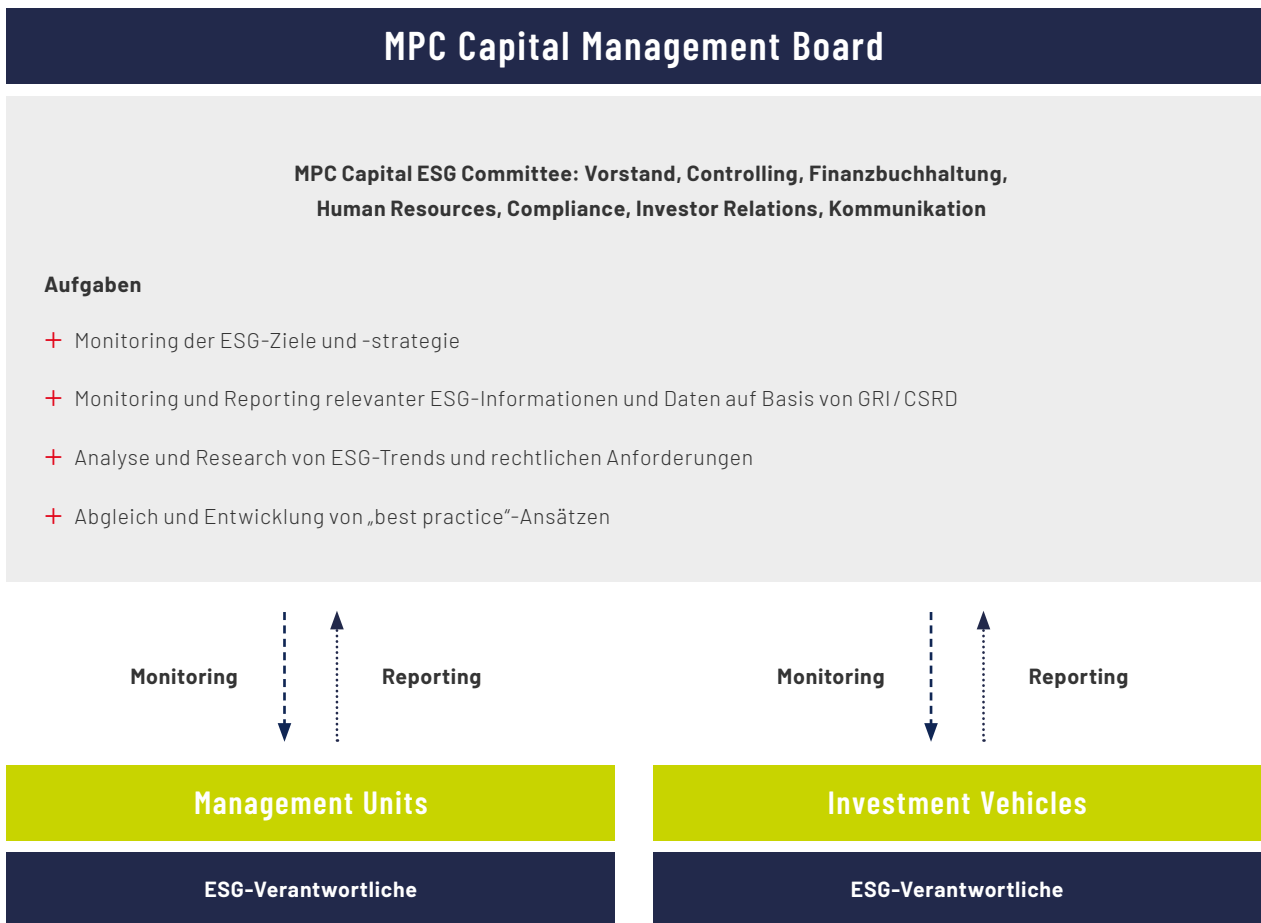 MPC Capital Management Board
MPC Capital ESG Committee: Vorstand, Controlling, Finanzbuchhaltung,
Human Resources, Compliance, Investor Relations, Kommunikation
Aufgaben
+ Monitoring der ESG-Ziele und -strategie
+ Monitoring und Reporting relevanter ESG-Informationen und Daten auf Basis von GRI/CSRD
+ Analyse und Research von ESG-Trends und rechtlichen Anforderungen
+ Abgleich und Entwicklung von „best practice“-Ansätzen
Monitoring
Reporting
Monitoring
Reporting
Management Units
Investment Vehicles
ESG-Verantwortliche
ESG-Verantwortliche